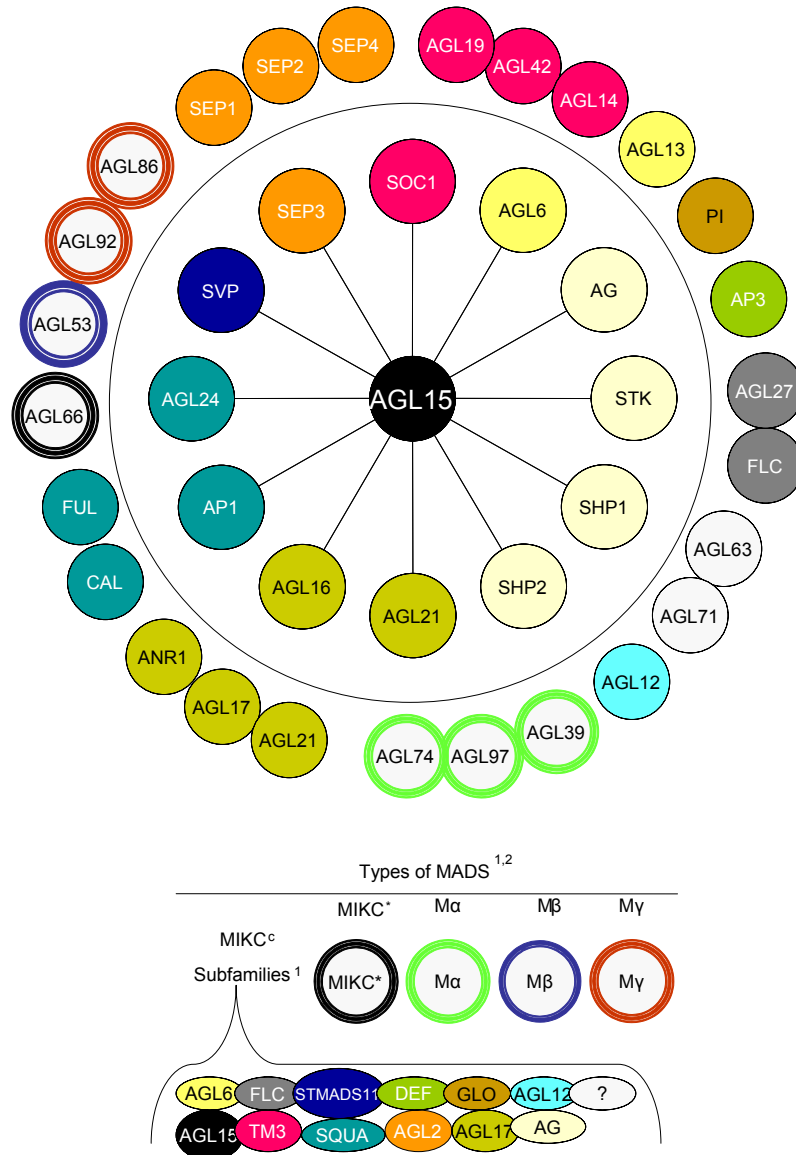 SEP4 AGL19
SEP2 AGL42
SEP1 AGL14
AGL13
AGL86
SOC1
PI
SEP3 AGL6
AGL92
SVP AG
AP3
AGL53
AGL27
AGL24 AGL15 STK
AGL66
FLC
FUL AP1 SHP1
AGL63
CAL
AGL16 SHP2
AGL21 AGL71
ANR1
AGL12
AGL17
AGL39
AGL21
AGL74 AGL97
Types of MADS 1,2
MIKC* Mα Mβ Mγ
MIKCc
Subfamilies 1
MIKC* Mα Mβ Mγ
AGL6 FLC STMADS11 DEF GLO AGL12 ?
AGL15 TM3 SQUA AGL2 AGL17 AG